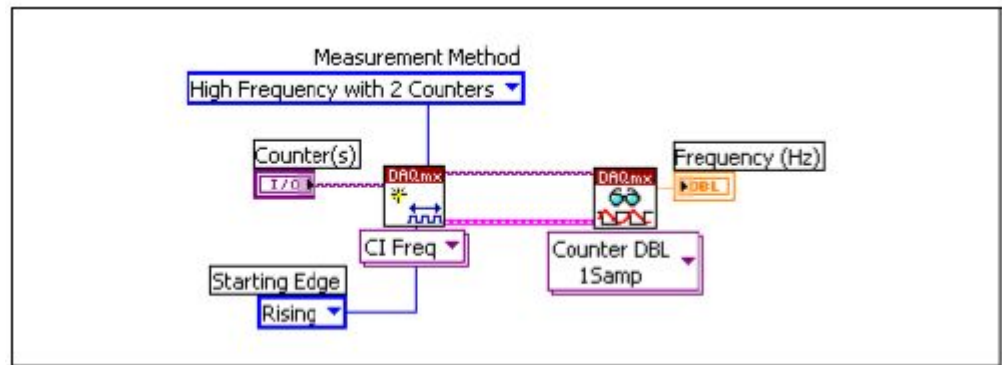 Measurement Method
High Frequency with 2 Counters
Counter(s)
I/O
DAQmx
CI Freq
Starting Edge
Rising
DAQmx
Counter DBL
1Samp
Frequency (Hz)
DBL